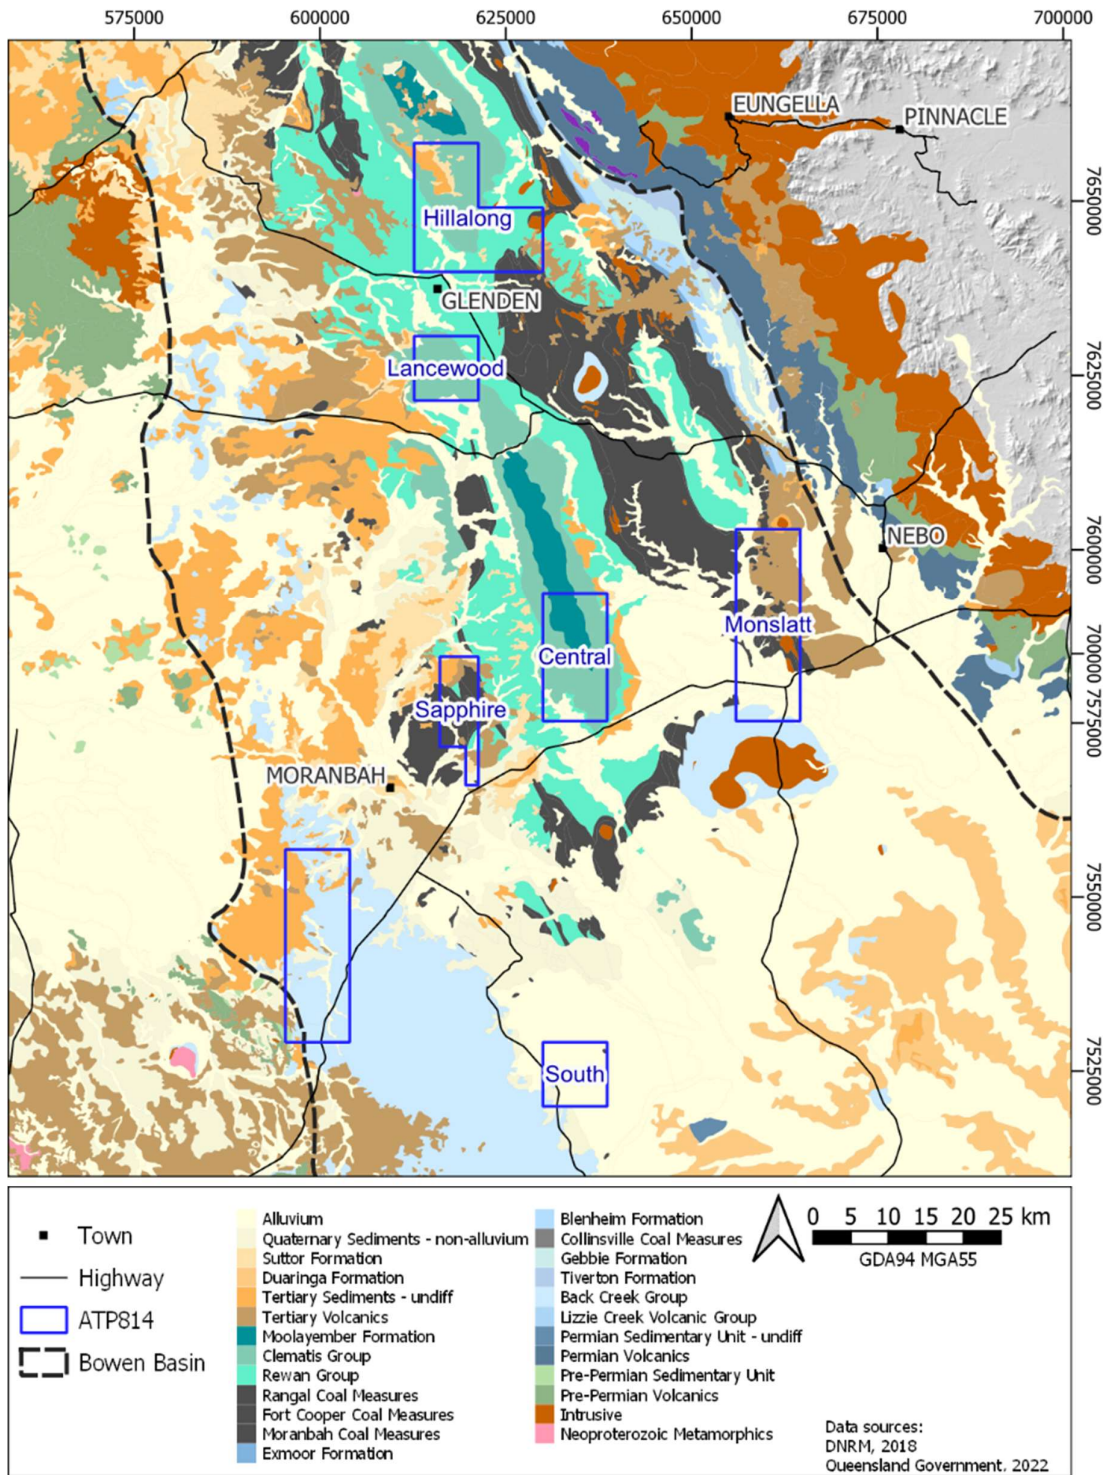 575000 600000 625000 650000 675000 700000
EUNGELLA
PINNACLE
7650000
Hillalong
GLENDEN
Lancewood
7625000
NEBO
7600000
Monslatt
Central
7000000
Sapphire
7575000
MORANBAH
7550000
South
7525000
Town
Highway
ATP814
Bowen Basin
Alluvium
Quaternary Sediments - non-alluvium
Suttor Formation
Duaringa Formation
Tertiary Sediments - undiff
Tertiary Volcanics
Moolayember Formation
Clematis Group
Rewan Group
Rangal Coal Measures
Fort Cooper Coal Measures
Moranbah Coal Measures
Exmoor Formation
Blenheim Formation
Collinsville Coal Measures
Gebbie Formation
Tiverton Formation
Back Creek Group
Lizzie Creek Volcanic Group
Permian Sedimentary Unit - undiff
Permian Volcanics
Pre-Permian Sedimentary Unit
Pre-Permian Volcanics
Intrusive
Neoproterozoic Metamorphics
0 5 10 15 20 25 km
GDA94 MGA55
Data sources:
DNRM, 2018
Queensland Government, 2022